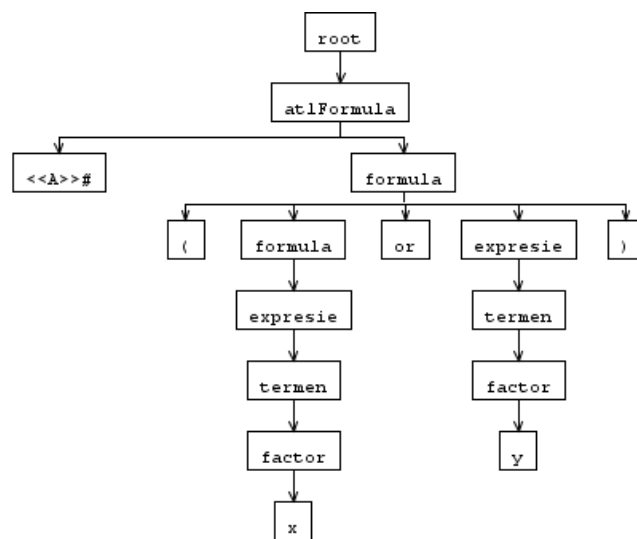 root
atlFormula
<<A>># formula
( formula or expresie )
expresie termen
termen factor
factor y
x